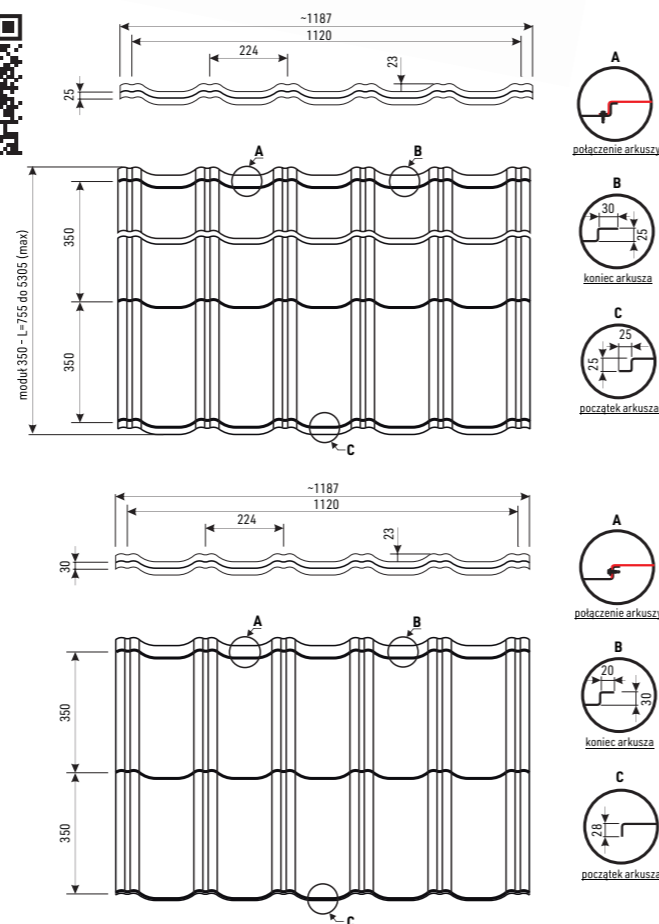 ~1187
1120
224
23
25
A
B
350
350
moduł 350 - L=755 do 5305 (max)
C
A
połączenie arkuszy
B
30
25
koniec arkusza
C
25
25
początek arkusza
~1187
1120
224
23
30
A
B
350
350
C
A
połączenie arkuszy
B
20
30
koniec arkusza
C
28
początek arkusza